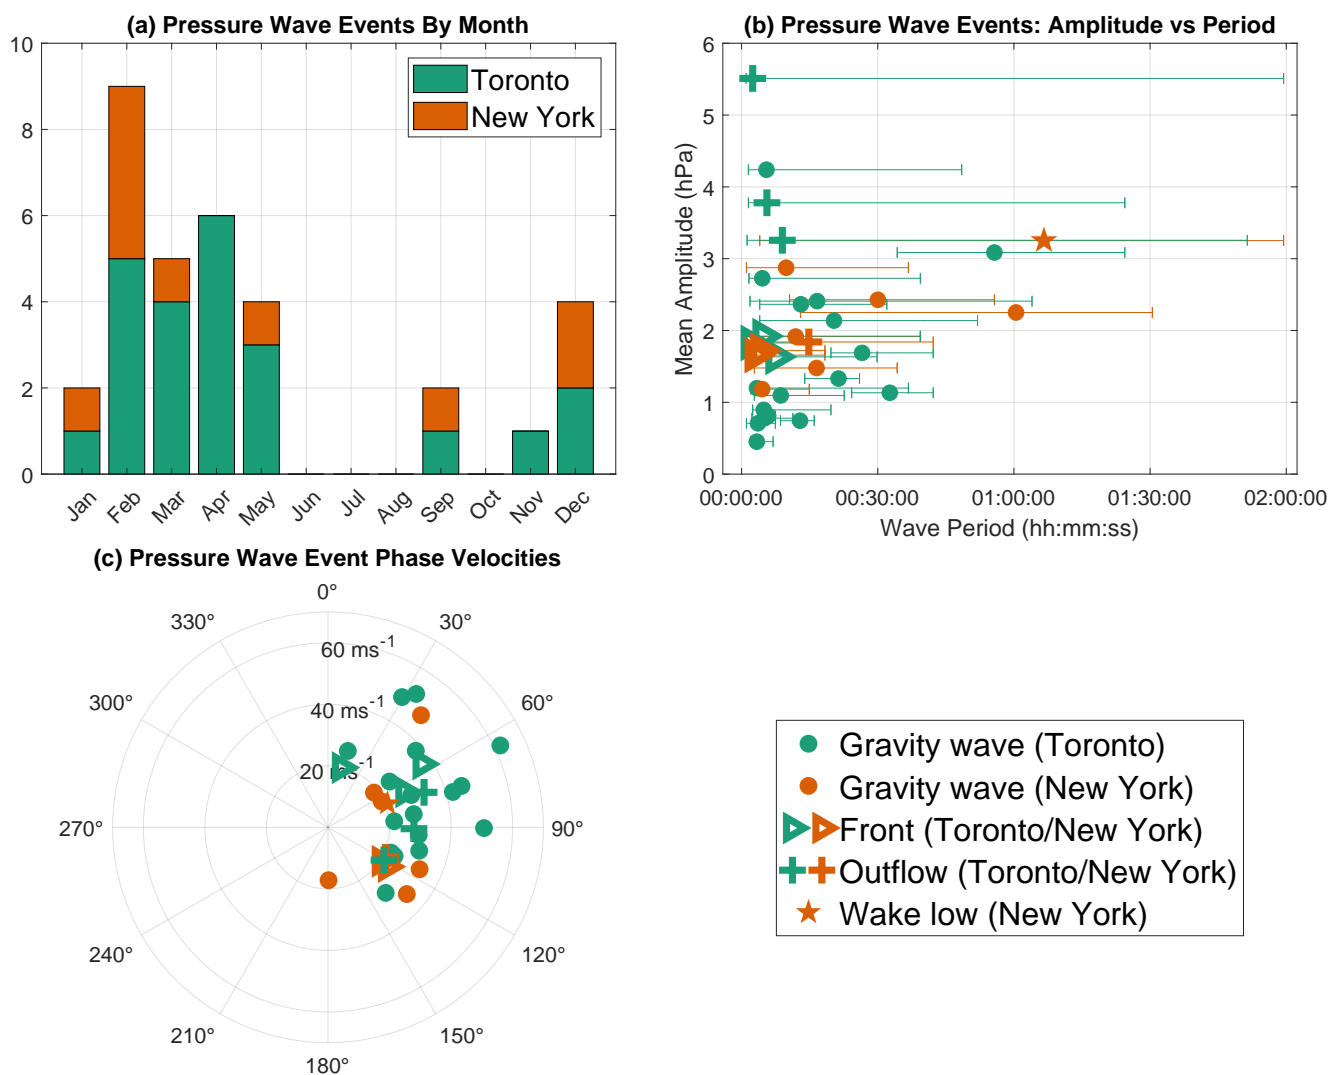 (a) Pressure Wave Events By Month
10
8
6
4
2
0
Toronto
New York
Jan
Feb
Mar
Apr
May
Jun
Jul
Aug
Sep
Oct
Nov
Dec
(b) Pressure Wave Events: Amplitude vs Period
Mean Amplitude (hPa)
6
5
4
3
2
1
0
00:00:00
00:30:00
01:00:00
01:30:00
02:00:00
Wave Period (hh:mm:ss)
(c) Pressure Wave Event Phase Velocities
0°
30°
60°
90°
120°
150°
180°
210°
240°
270°
300°
330°
60 ms-1
40 ms-1
20 ms-1
Gravity wave (Toronto)
Gravity wave (New York)
Front (Toronto/New York)
Outflow (Toronto/New York)
Wake low (New York)